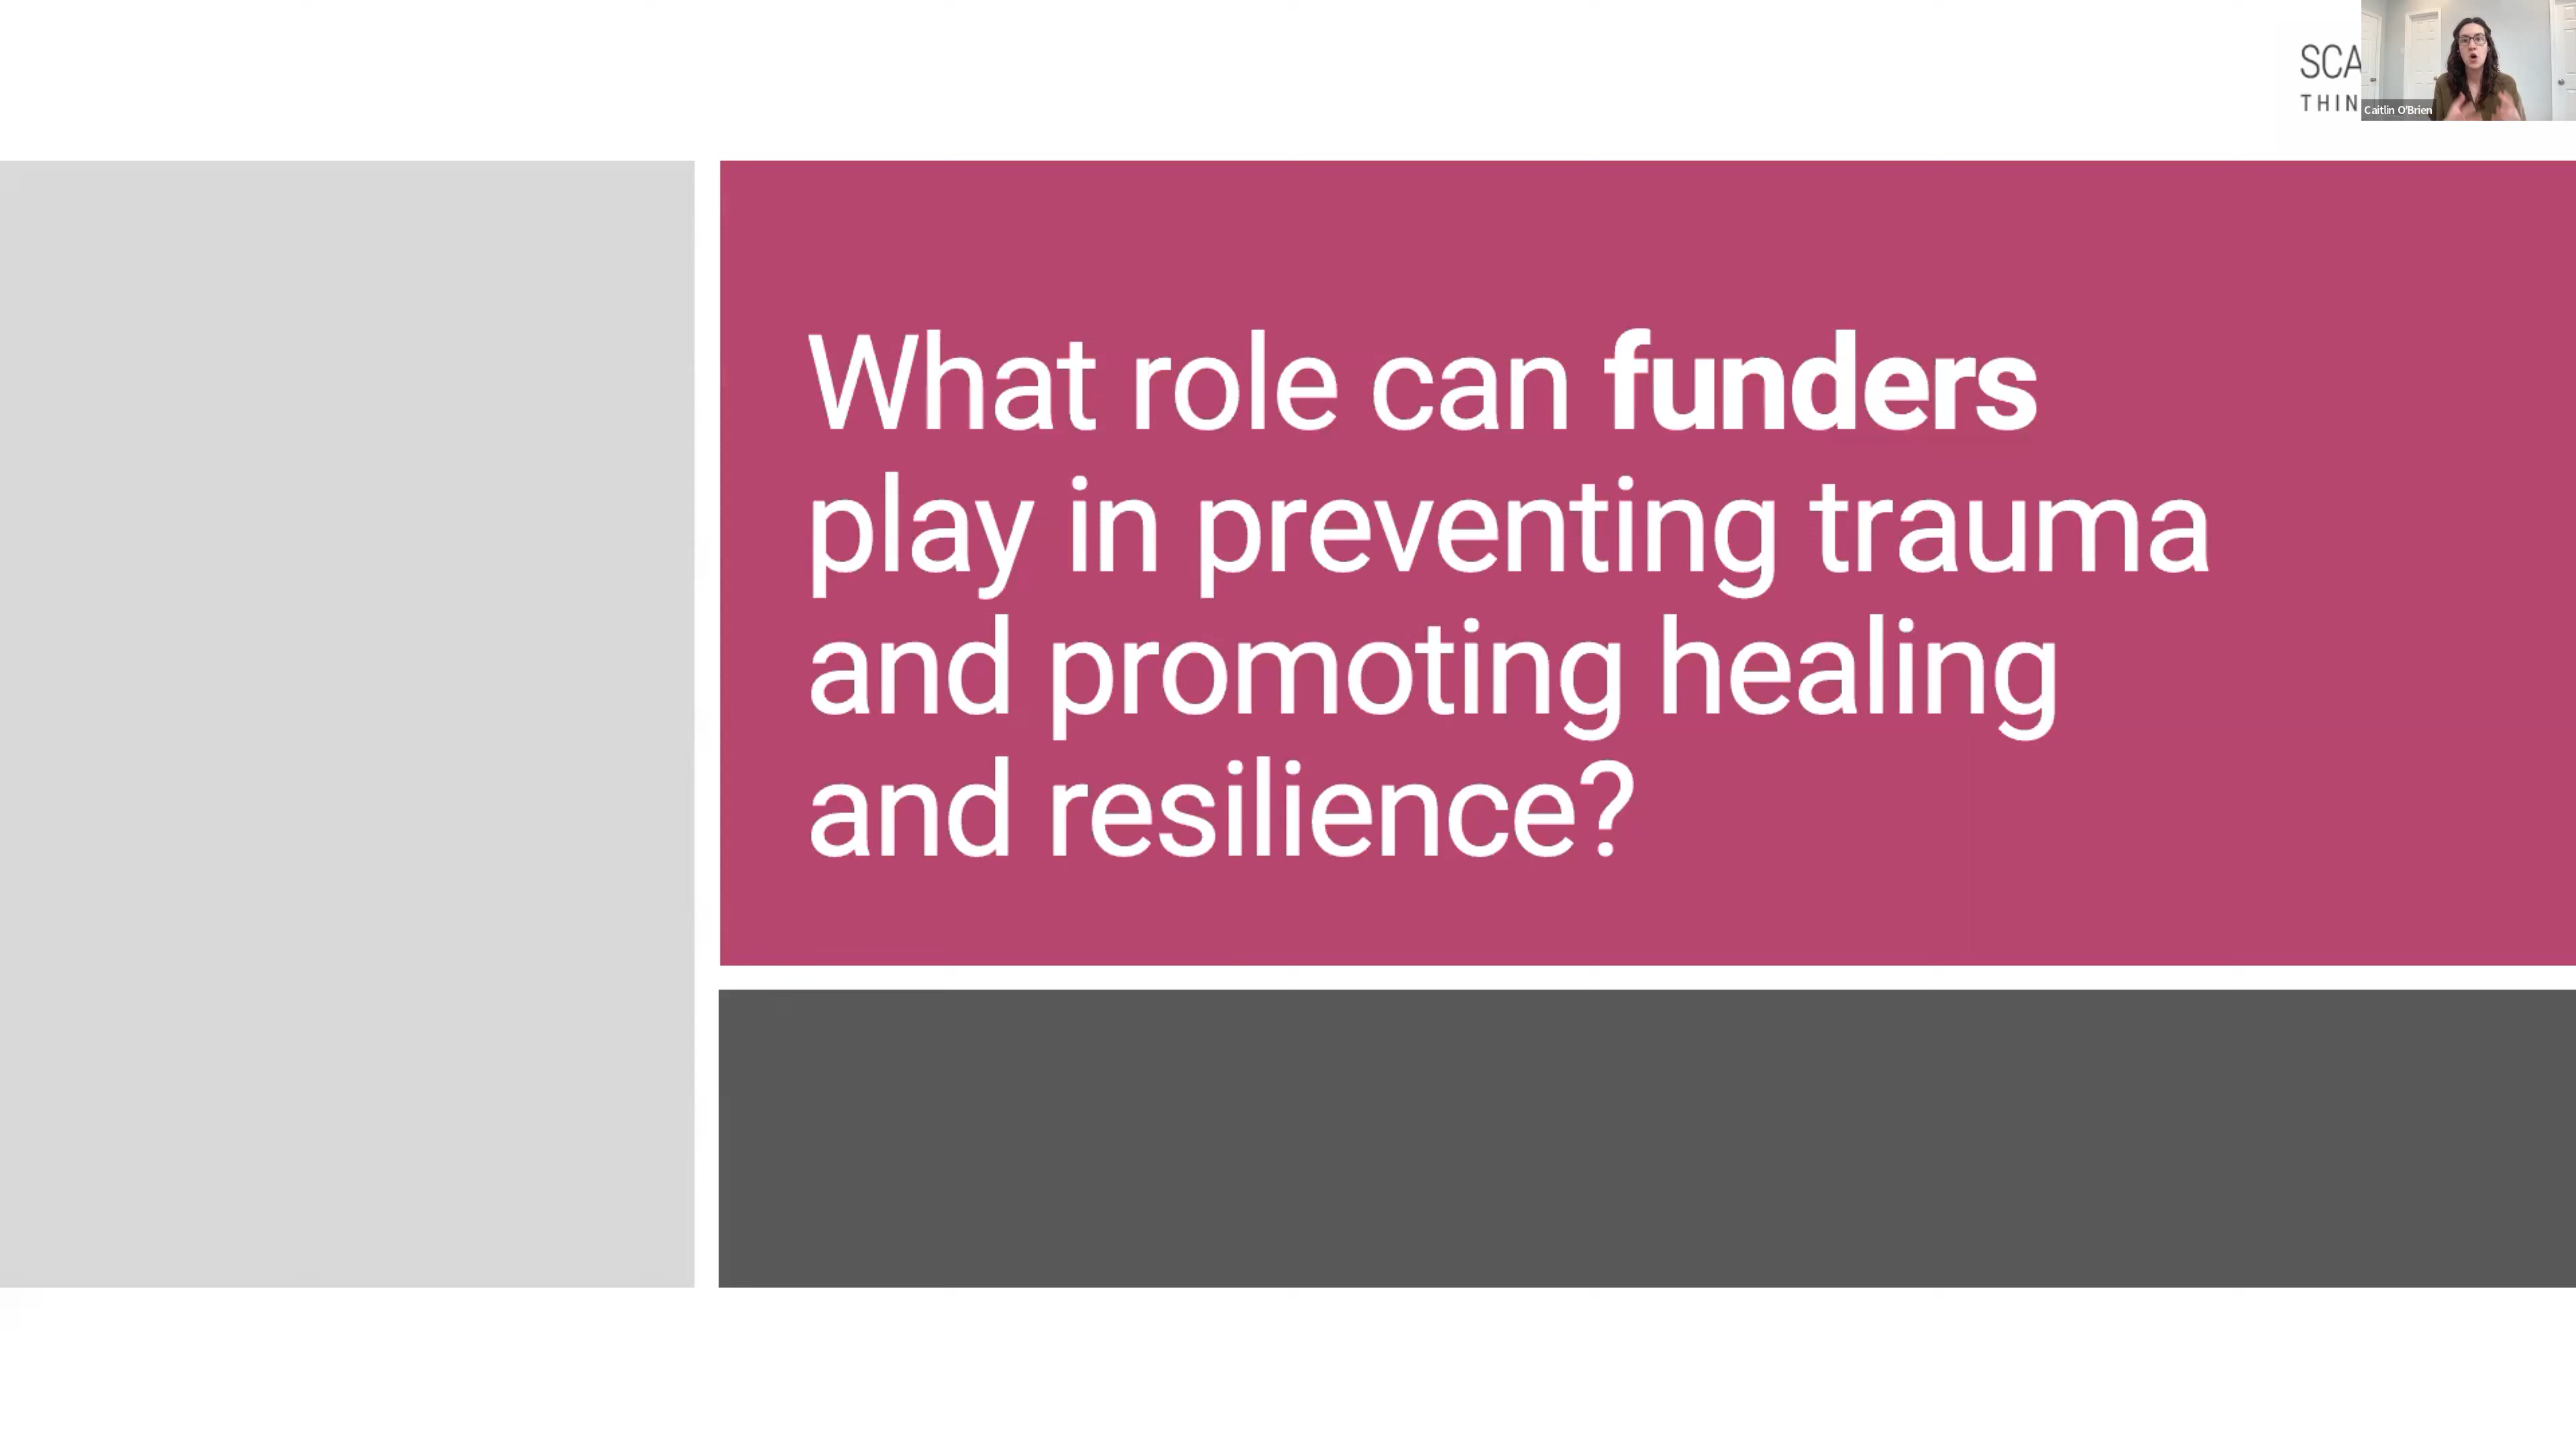 SCA
THIN
Caitlin O'Brien
What role can funders
play in preventing trauma
and promoting healing
and resilience?